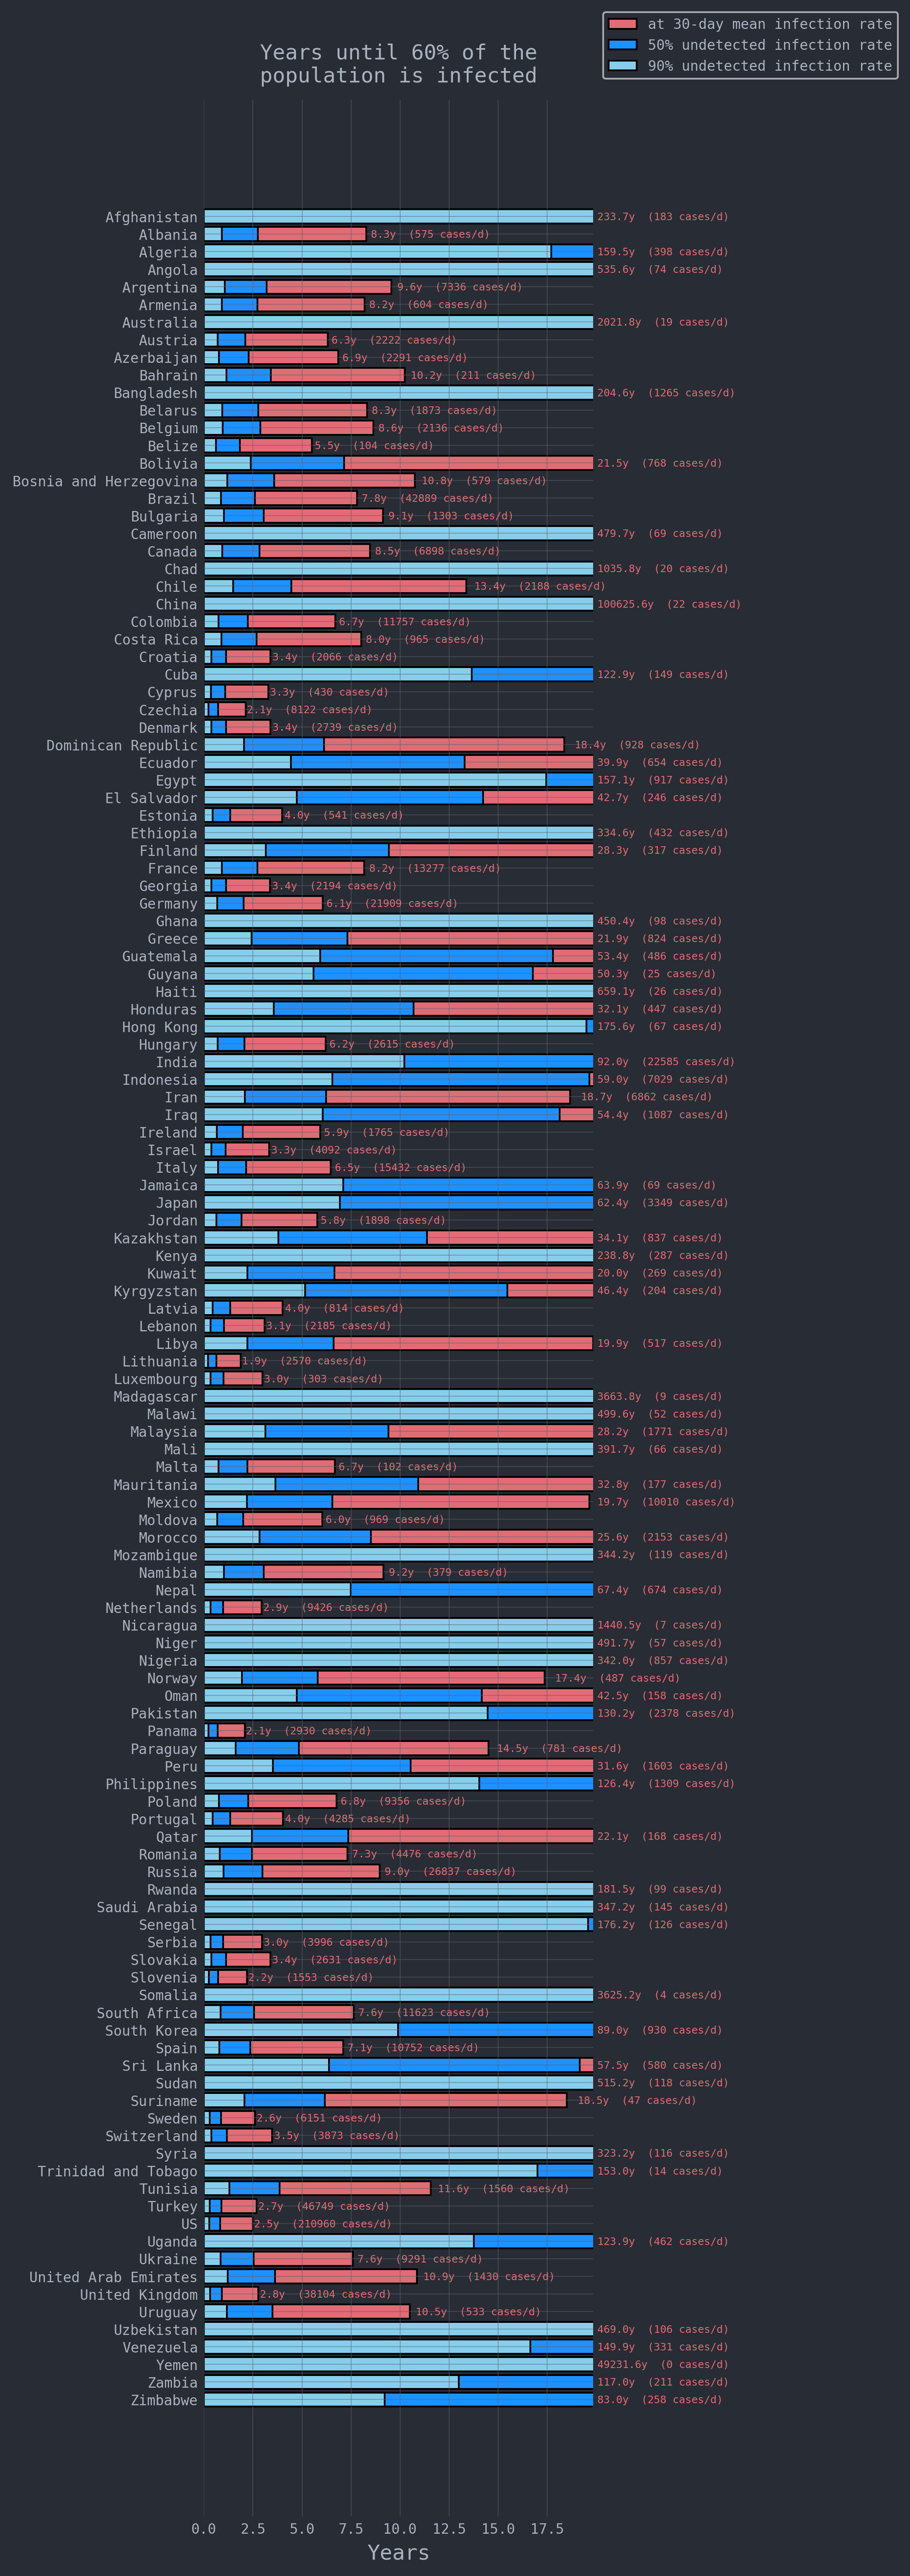 at 30-day mean infection rate
50% undetected infection rate
90% undetected infection rate
Years until 60% of the
population is infected
Afghanistan 233.7y (183 cases/d)
Albania 8.3y (575 cases/d)
Algeria 159.5y (398 cases/d)
Angola 535.6y (74 cases/d)
Argentina 9.6y (7336 cases/d)
Armenia 8.2y (604 cases/d)
Australia 2021.8y (19 cases/d)
Austria 6.3y (2222 cases/d)
Azerbaijan 6.9y (2291 cases/d)
Bahrain 10.2y (211 cases/d)
Bangladesh 204.6y (1265 cases/d)
Belarus 8.3y (1873 cases/d)
Belgium 8.6y (2136 cases/d)
Belize 5.5y (104 cases/d)
Bolivia 21.5y (768 cases/d)
Bosnia and Herzegovina 10.8y (579 cases/d)
Brazil 7.8y (42889 cases/d)
Bulgaria 9.1y (1303 cases/d)
Cameroon 479.7y (69 cases/d)
Canada 8.5y (6898 cases/d)
Chad 1035.8y (20 cases/d)
Chile 13.4y (2188 cases/d)
China 100625.6y (22 cases/d)
Colombia 6.7y (11757 cases/d)
Costa Rica 8.0y (965 cases/d)
Croatia 3.4y (2066 cases/d)
Cuba 122.9y (149 cases/d)
Cyprus 3.3y (430 cases/d)
Czechia 2.1y (8122 cases/d)
Denmark 3.4y (2739 cases/d)
Dominican Republic 18.4y (928 cases/d)
Ecuador 39.9y (654 cases/d)
Egypt 157.1y (917 cases/d)
El Salvador 42.7y (246 cases/d)
Estonia 4.0y (541 cases/d)
Ethiopia 334.6y (432 cases/d)
Finland 28.3y (317 cases/d)
France 8.2y (13277 cases/d)
Georgia 3.4y (2194 cases/d)
Germany 6.1y (21909 cases/d)
Ghana 450.4y (98 cases/d)
Greece 21.9y (824 cases/d)
Guatemala 53.4y (486 cases/d)
Guyana 50.3y (25 cases/d)
Haiti 659.1y (26 cases/d)
Honduras 32.1y (447 cases/d)
Hong Kong 175.6y (67 cases/d)
Hungary 6.2y (2615 cases/d)
India 92.0y (22585 cases/d)
Indonesia 59.0y (7029 cases/d)
Iran 18.7y (6862 cases/d)
Iraq 54.4y (1087 cases/d)
Ireland 5.9y (1765 cases/d)
Israel 3.3y (4092 cases/d)
Italy 6.5y (15432 cases/d)
Jamaica 63.9y (69 cases/d)
Japan 62.4y (3349 cases/d)
Jordan 5.8y (1898 cases/d)
Kazakhstan 34.1y (837 cases/d)
Kenya 238.8y (287 cases/d)
Kuwait 20.0y (269 cases/d)
Kyrgyzstan 46.4y (204 cases/d)
Latvia 4.0y (814 cases/d)
Lebanon 3.1y (2185 cases/d)
Libya 19.9y (517 cases/d)
Lithuania 1.9y (2570 cases/d)
Luxembourg 3.0y (303 cases/d)
Madagascar 3663.8y (9 cases/d)
Malawi 499.6y (52 cases/d)
Malaysia 28.2y (1771 cases/d)
Mali 391.7y (66 cases/d)
Malta 6.7y (102 cases/d)
Mauritania 32.8y (177 cases/d)
Mexico 19.7y (10010 cases/d)
Moldova 6.0y (969 cases/d)
Morocco 25.6y (2153 cases/d)
Mozambique 344.2y (119 cases/d)
Namibia 9.2y (379 cases/d)
Nepal 67.4y (674 cases/d)
Netherlands 2.9y (9426 cases/d)
Nicaragua 1440.5y (7 cases/d)
Niger 491.7y (57 cases/d)
Nigeria 342.0y (857 cases/d)
Norway 17.4y (487 cases/d)
Oman 42.5y (158 cases/d)
Pakistan 130.2y (2378 cases/d)
Panama 2.1y (2930 cases/d)
Paraguay 14.5y (781 cases/d)
Peru 31.6y (1603 cases/d)
Philippines 126.4y (1309 cases/d)
Poland 6.8y (9356 cases/d)
Portugal 4.0y (4285 cases/d)
Qatar 22.1y (168 cases/d)
Romania 7.3y (4476 cases/d)
Russia 9.0y (26837 cases/d)
Rwanda 181.5y (99 cases/d)
Saudi Arabia 347.2y (145 cases/d)
Senegal 176.2y (126 cases/d)
Serbia 3.0y (3996 cases/d)
Slovakia 3.4y (2631 cases/d)
Slovenia 2.2y (1553 cases/d)
Somalia 3625.2y (4 cases/d)
South Africa 7.6y (11623 cases/d)
South Korea 89.0y (930 cases/d)
Spain 7.1y (10752 cases/d)
Sri Lanka 57.5y (580 cases/d)
Sudan 515.2y (118 cases/d)
Suriname 18.5y (47 cases/d)
Sweden 2.6y (6151 cases/d)
Switzerland 3.5y (3873 cases/d)
Syria 323.2y (116 cases/d)
Trinidad and Tobago 153.0y (14 cases/d)
Tunisia 11.6y (1560 cases/d)
Turkey 2.7y (46749 cases/d)
US 2.5y (210960 cases/d)
Uganda 123.9y (462 cases/d)
Ukraine 7.6y (9291 cases/d)
United Arab Emirates 10.9y (1430 cases/d)
United Kingdom 2.8y (38104 cases/d)
Uruguay 10.5y (533 cases/d)
Uzbekistan 469.0y (106 cases/d)
Venezuela 149.9y (331 cases/d)
Yemen 49231.6y (0 cases/d)
Zambia 117.0y (211 cases/d)
Zimbabwe 83.0y (258 cases/d)
0.0 2.5 5.0 7.5 10.0 12.5 15.0 17.5
Years